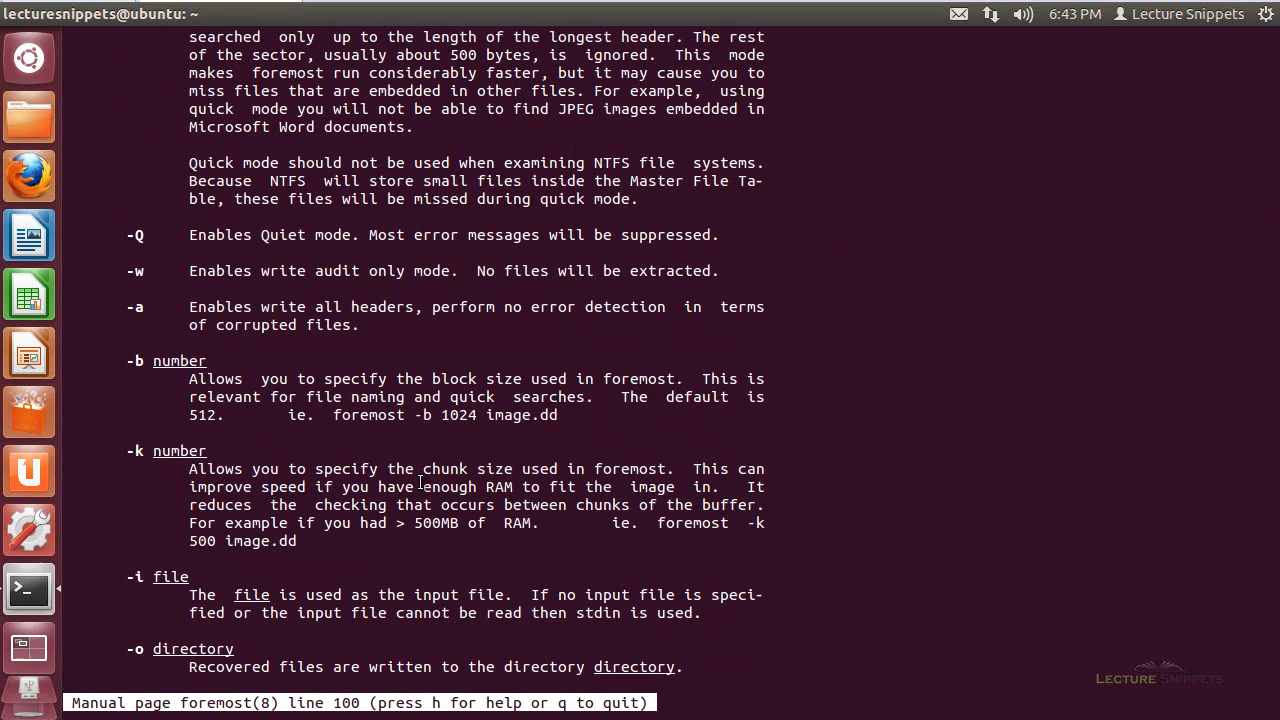 lecturesnippets@ubuntu: ~
6:43 PM
Lecture Snippets
searched  only  up to the length of the longest header. The rest
of the sector, usually about 500 bytes, is  ignored.  This  mode
makes  foremost run considerably faster, but it may cause you to
miss files that are embedded in other files. For example,  using
quick  mode you will not be able to find JPEG images embedded in
Microsoft Word documents.
Quick mode should not be used when examining NTFS file  systems.
Because  NTFS  will store small files inside the Master File Ta-
ble, these files will be missed during quick mode.
-Q     Enables Quiet mode. Most error messages will be suppressed.
-w     Enables write audit only mode.  No files will be extracted.
-a     Enables write all headers, perform no error detection  in  terms
of corrupted files.
-b number
Allows  you to specify the block size used in foremost.  This is
relevant for file naming and quick  searches.   The  default  is
512.       ie.  foremost -b 1024 image.dd
-k number
Allows you to specify the chunk size used in foremost.  This can
improve speed if you have enough RAM to fit the  image  in.   It
reduces  the  checking that occurs between chunks of the buffer.
For example if you had > 500MB of  RAM.        ie.  foremost  -k
500 image.dd
-i file
The  file is used as the input file.  If no input file is speci-
fied or the input file cannot be read then stdin is used.
-o directory
Recovered files are written to the directory directory.
LECTURE SNIPPETS
Manual page foremost(8) line 100 (press h for help or q to quit)